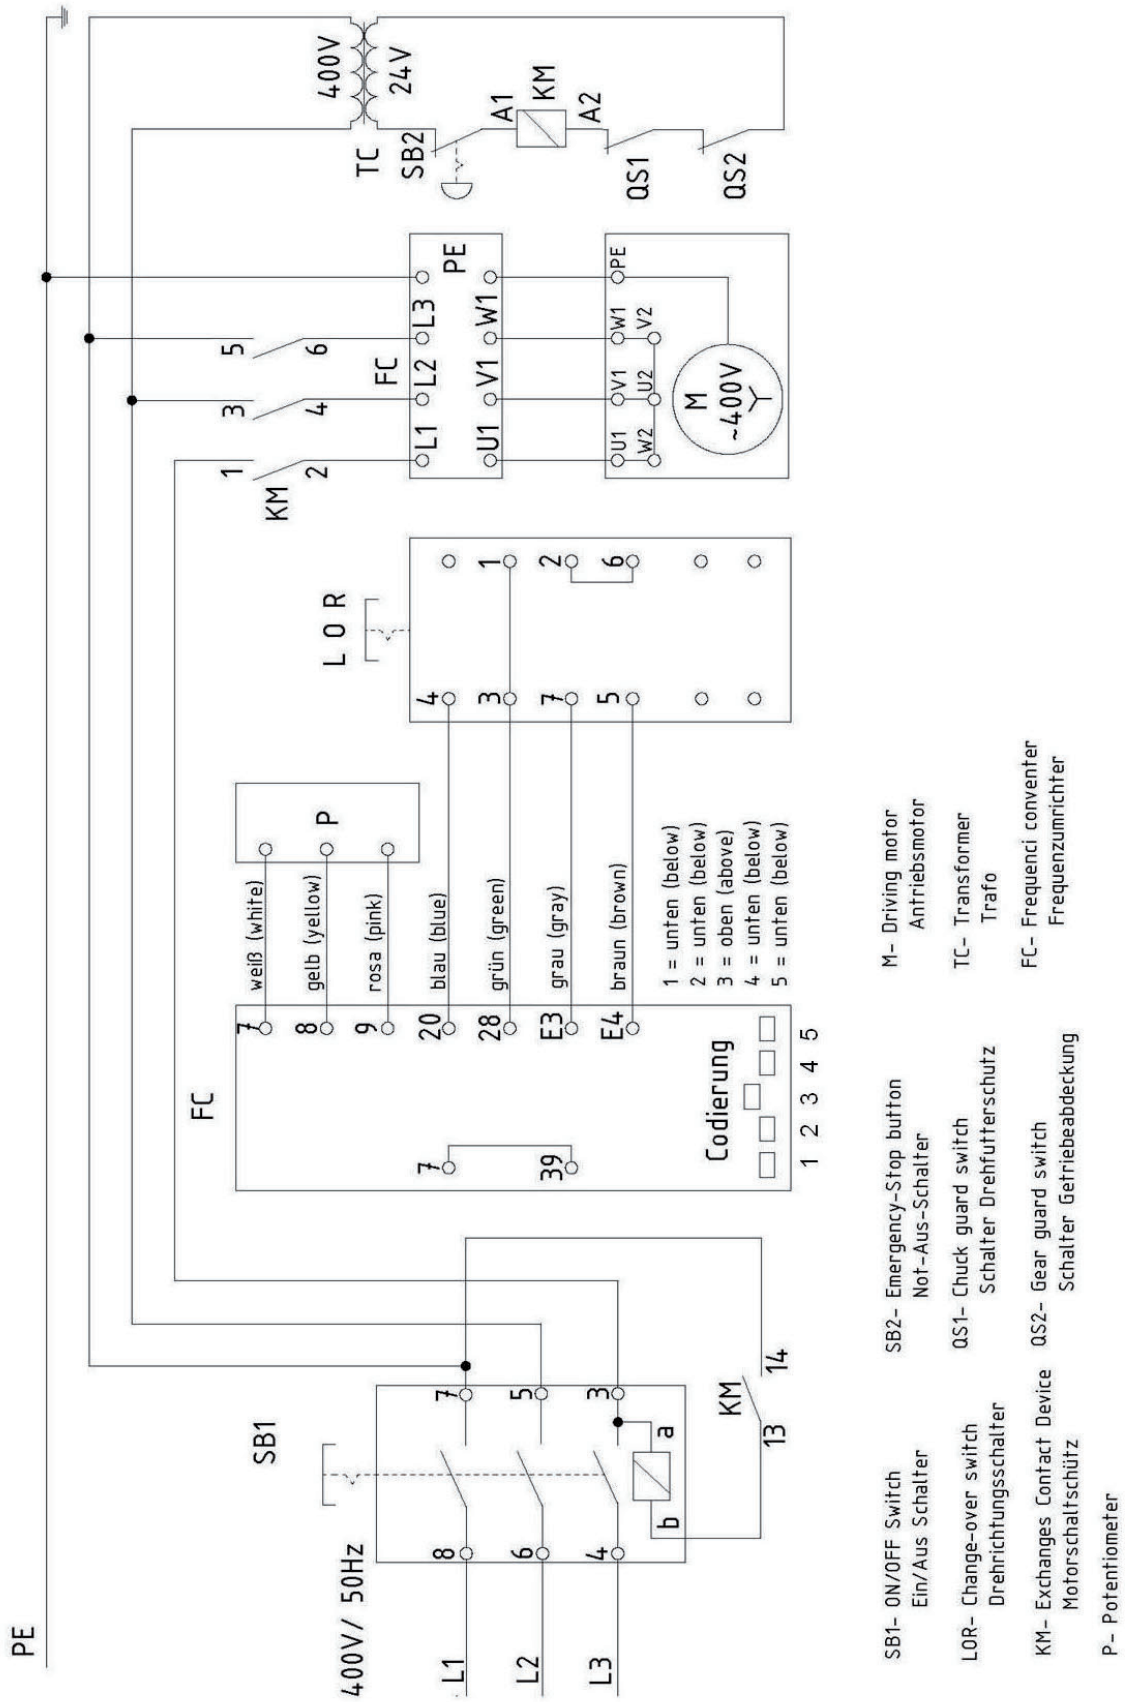 PE
400V/ 50Hz
L1
L2
L3
SB1
8
6
4
7
5
3
b
a
KM
13
14
FC
7
39
7
8
9
20
28
E3
E4
Codierung
1 2 3 4 5
weiß (white)
gelb (yellow)
rosa (pink)
blau (blue)
grün (green)
grau (gray)
braun (brown)
P
1 = unten (below)
2 = unten (below)
3 = oben (above)
4 = unten (below)
5 = unten (below)
L O R
4
3
7
5
1
2
6
KM
1
3
5
2
4
6
FC
L1 L2 L3 PE
U1 V1 W1
U1 V1 W1 PE
W2 U2 V2
M
~400V
TC
400V
24V
SB2
A1
KM
A2
QS1
QS2
SB1- ON/OFF Switch
Ein/Aus Schalter
LOR- Change-over switch
Drehrichtungsschalter
KM- Exchanges Contact Device
Motorschaltschütz
P- Potentiometer
SB2- Emergency-Stop button
Not-Aus-Schalter
QS1- Chuck guard switch
Schalter Drehfutterschutz
QS2- Gear guard switch
Schalter Getriebeabdeckung
M- Driving motor
Antriebsmotor
TC- Transformer
Trafo
FC- Frequenci conventer
Frequenzumrichter